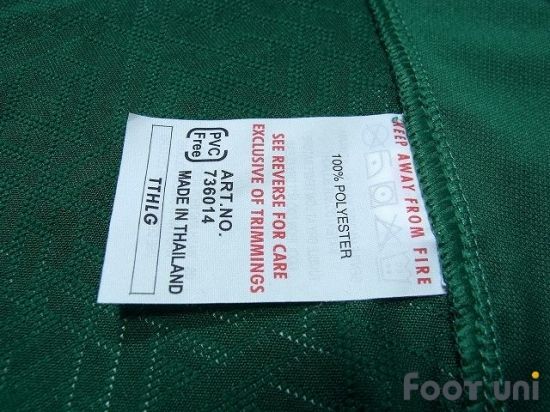 KEEP AWAY FROM FIRE
100% POLYESTER
SEE REVERSE FOR CARE
EXCLUSIVE OF TRIMMINGS
PVC
Free
ART.NO.
736014
MADE IN THAILAND
TTHLG
FOOT uni